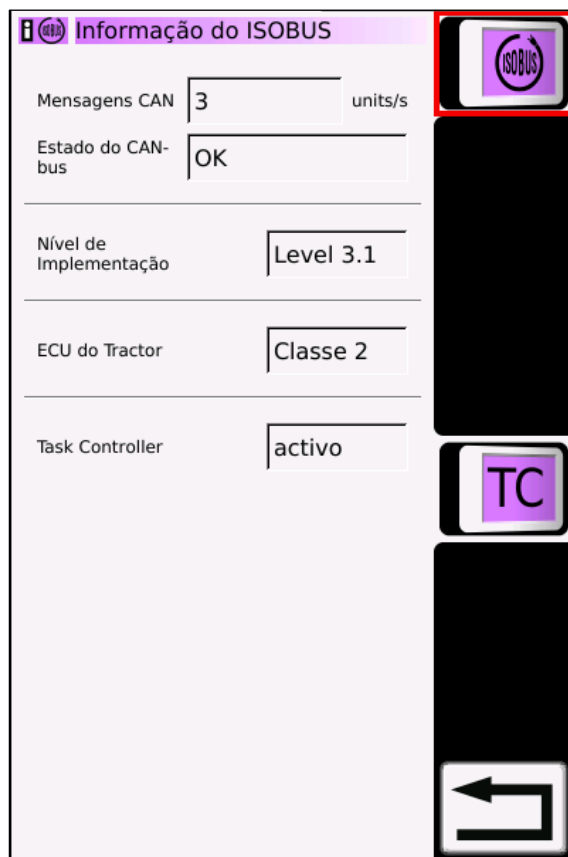 i ISOBUS Informação do ISOBUS
ISOBUS
Mensagens CAN 3 units/s
Estado do CAN-
bus OK
Nível de
Implementação Level 3.1
ECU do Tractor Classe 2
Task Controller activo
TC